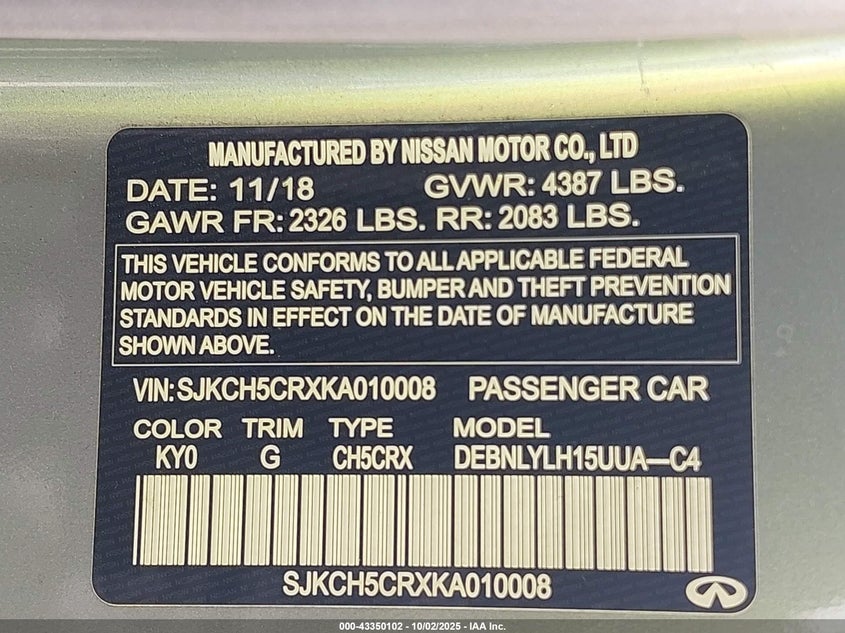 MANUFACTURED BY NISSAN MOTOR CO., LTD
DATE: 11/18 GVWR: 4387 LBS.
GAWR FR: 2326 LBS. RR: 2083 LBS.
THIS VEHICLE CONFORMS TO ALL APPLICABLE FEDERAL
MOTOR VEHICLE SAFETY, BUMPER AND THEFT PREVENTION
STANDARDS IN EFFECT ON THE DATE OF MANUFACTURE
SHOWN ABOVE.
VIN: SJKCH5CRXKA010008 PASSENGER CAR
COLOR TRIM TYPE MODEL
KY0 G CH5CRX DEBNLYLH15UUA—C4
SJKCH5CRXKA010008
000-43350102 - 10/02/2025 - IAA Inc.